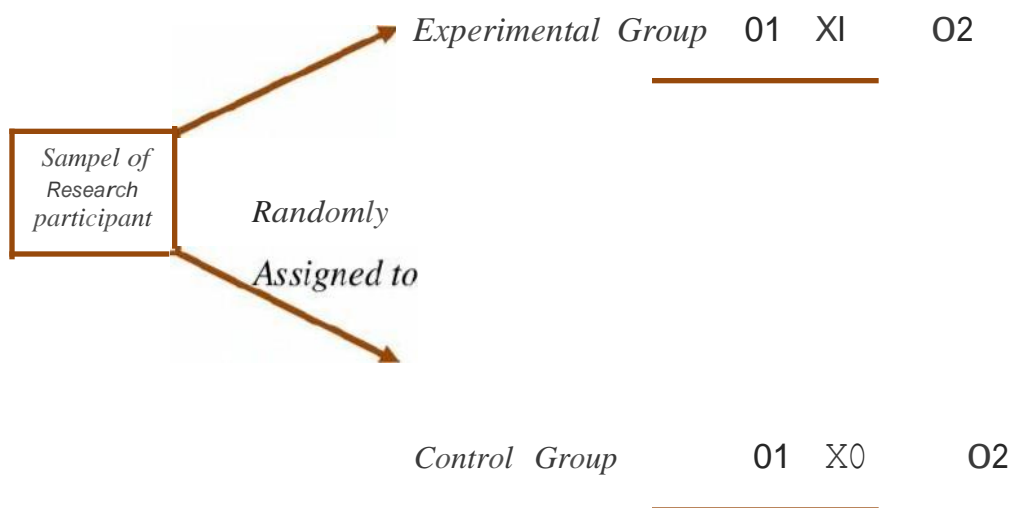 Experimental Group 01 XI O2
Sampel of
Research
participant
Randomly
Assigned to
Control Group 01 X0 O2